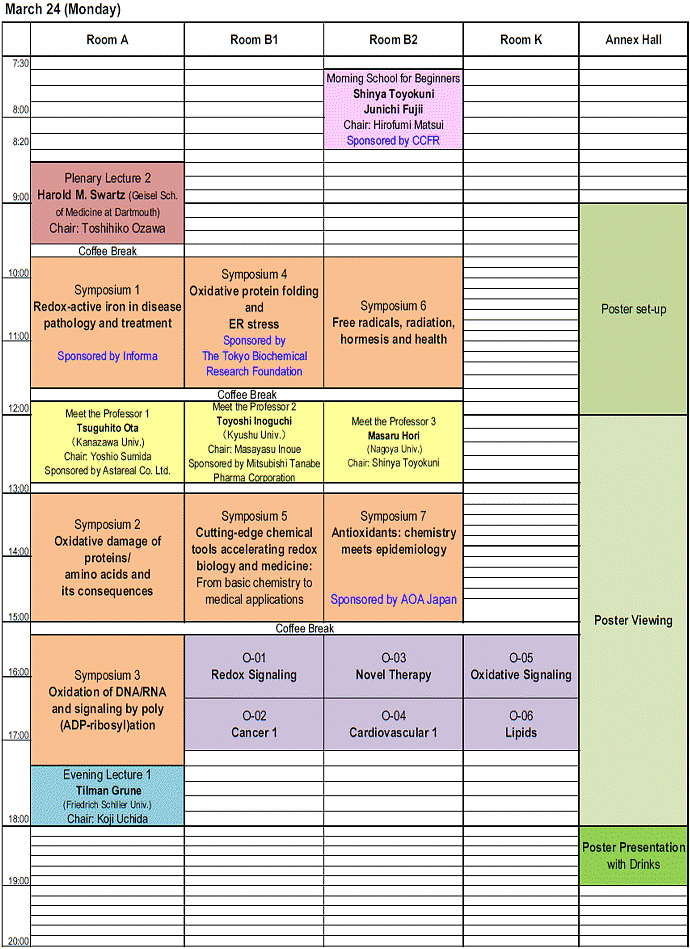 March 24 (Monday)
Room A
Room B1
Room B2
Room K
Annex Hall
7:30
8:00
8:20
9:00
10:00
11:00
12:00
13:00
14:00
15:00
16:00
17:00
18:00
19:00
20:00
Morning School for Beginners
Shinya Toyokuni
Junichi Fujii
Chair: Hirofumi Matsui
Sponsored by CCFR
Plenary Lecture 2
Harold M. Swartz (Geisel Sch.
of Medicine at Dartmouth)
Chair: Toshihiko Ozawa
Coffee Break
Symposium 1
Redox-active iron in disease
pathology and treatment
Sponsored by Informa
Symposium 4
Oxidative protein folding
and
ER stress
Sponsored by
The Tokyo Biochemical
Research Foundation
Symposium 6
Free radicals, radiation,
hormesis and health
Poster set-up
Coffee Break
Meet the Professor 1
Tsuguhito Ota
(Kanazawa Univ.)
Chair: Yoshio Sumida
Sponsored by Astareal Co. Ltd.
Meet the Professor 2
Toyoshi Inoguchi
(Kyushu Univ.)
Chair: Masayasu Inoue
Sponsored by Mitsubishi Tanabe
Pharma Corporation
Meet the Professor 3
Masaru Hori
(Nagoya Univ.)
Chair: Shinya Toyokuni
Symposium 2
Oxidative damage of
proteins/
amino acids and
its consequences
Symposium 5
Cutting-edge chemical
tools accelerating redox
biology and medicine:
From basic chemistry to
medical applications
Symposium 7
Antioxidants: chemistry
meets epidemiology
Sponsored by AOA Japan
Poster Viewing
Coffee Break
Symposium 3
Oxidation of DNA/RNA
and signaling by poly
(ADP-ribosyl)ation
O-01
Redox Signaling
O-03
Novel Therapy
O-05
Oxidative Signaling
O-02
Cancer 1
O-04
Cardiovascular 1
O-06
Lipids
Evening Lecture 1
Tilman Grune
(Friedrich Schiller Univ.)
Chair: Koji Uchida
Poster Presentation
with Drinks